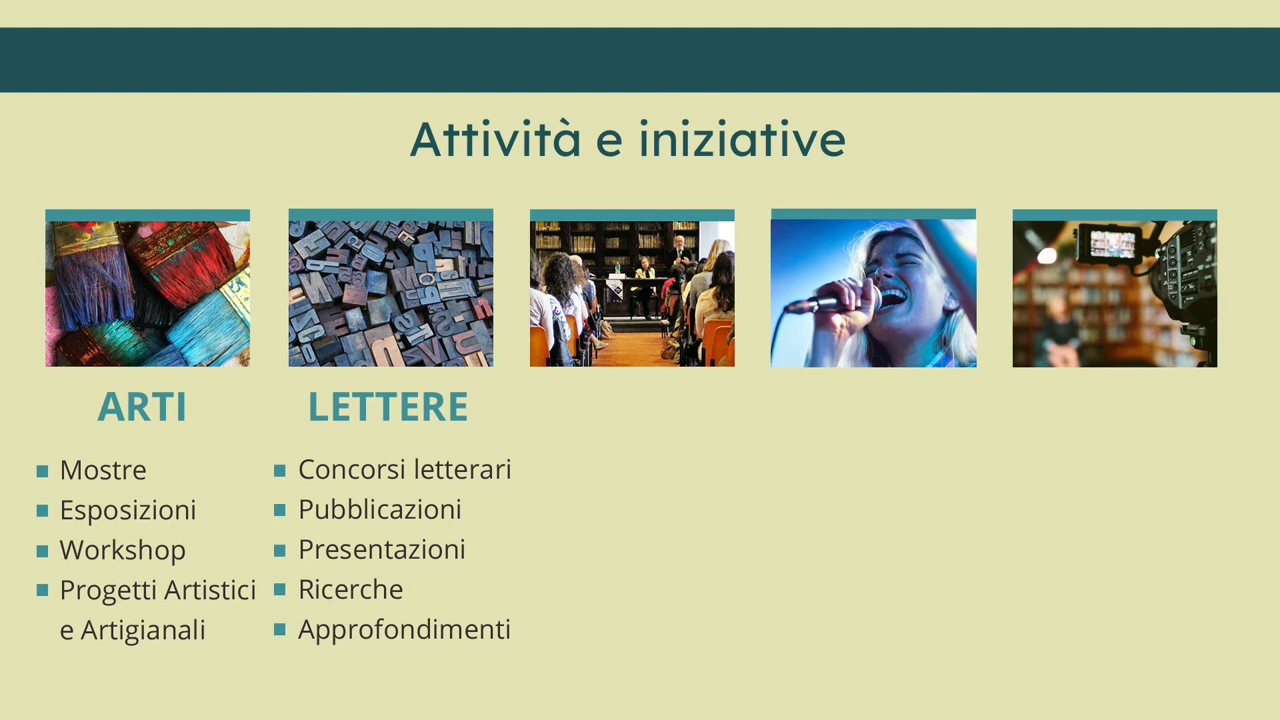 Attività e iniziative
ARTI
Mostre
Esposizioni
Workshop
Progetti Artistici
e Artigianali
LETTERE
Concorsi letterari
Pubblicazioni
Presentazioni
Ricerche
Approfondimenti